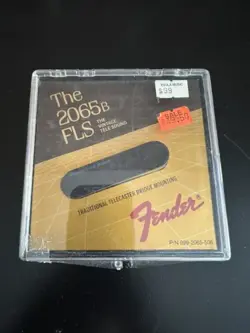 The
2065B
FLS
THE
VINTAGE
TELE SOUND
$39
SALE
TRADITIONAL TELECASTER BRIDGE MOUNTING
Fender